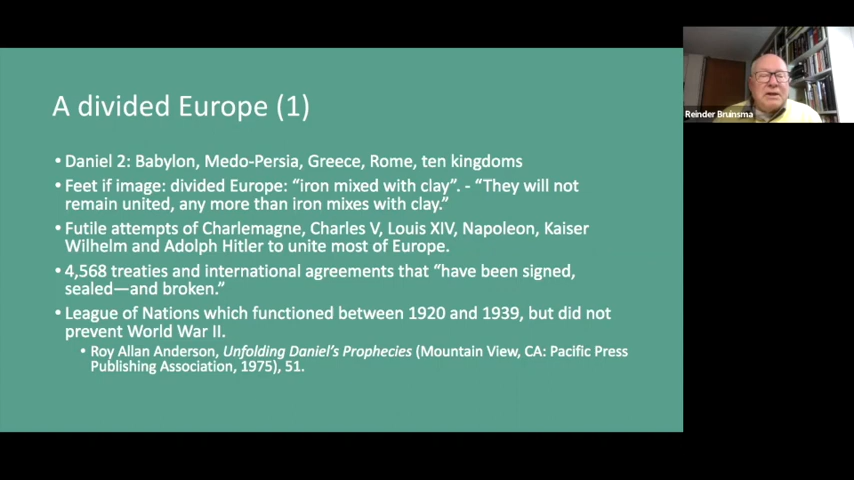 A divided Europe (1)
• Daniel 2: Babylon, Medo-Persia, Greece, Rome, ten kingdoms
• Feet if image: divided Europe: “iron mixed with clay”. - “They will not
remain united, any more than iron mixes with clay.”
• Futile attempts of Charlemagne, Charles V, Louis XIV, Napoleon, Kaiser
Wilhelm and Adolph Hitler to unite most of Europe.
• 4,568 treaties and international agreements that “have been signed,
sealed—and broken.”
• League of Nations which functioned between 1920 and 1939, but did not
prevent World War II.
• Roy Allan Anderson, Unfolding Daniel’s Prophecies (Mountain View, CA: Pacific Press
Publishing Association, 1975), 51.
Reinder Bruinsma